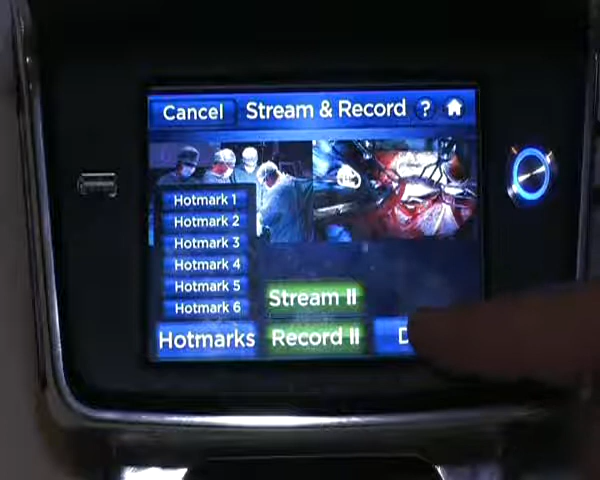 Cancel Stream & Record ?
Hotmark 1
Hotmark 2
Hotmark 3
Hotmark 4
Hotmark 5
Hotmark 6
Stream II
Hotmarks Record II